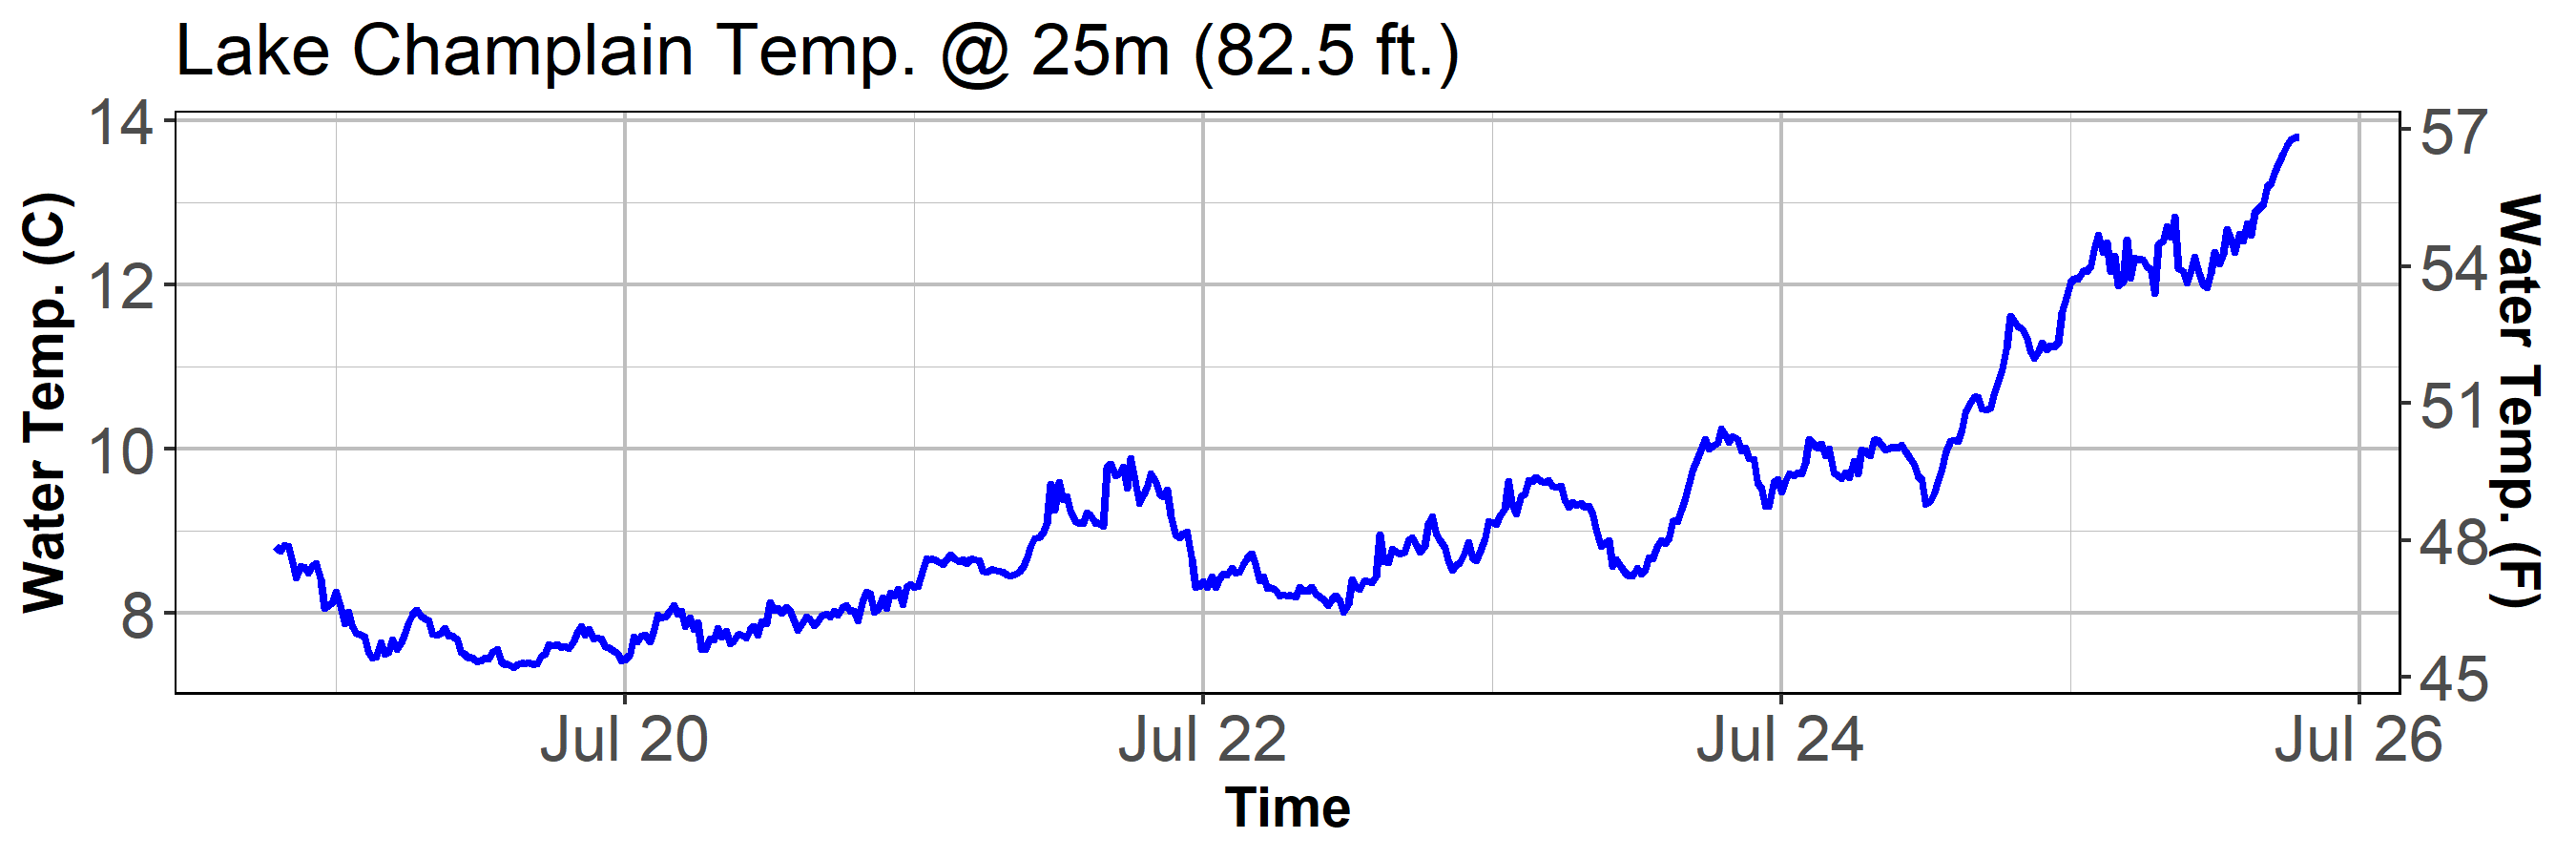 Lake Champlain Temp. @ 25m (82.5 ft.)
Water Temp. (C)
14
12
10
8
57
54
51
48
45
Water Temp. (F)
Jul 20 Jul 22 Jul 24 Jul 26
Time